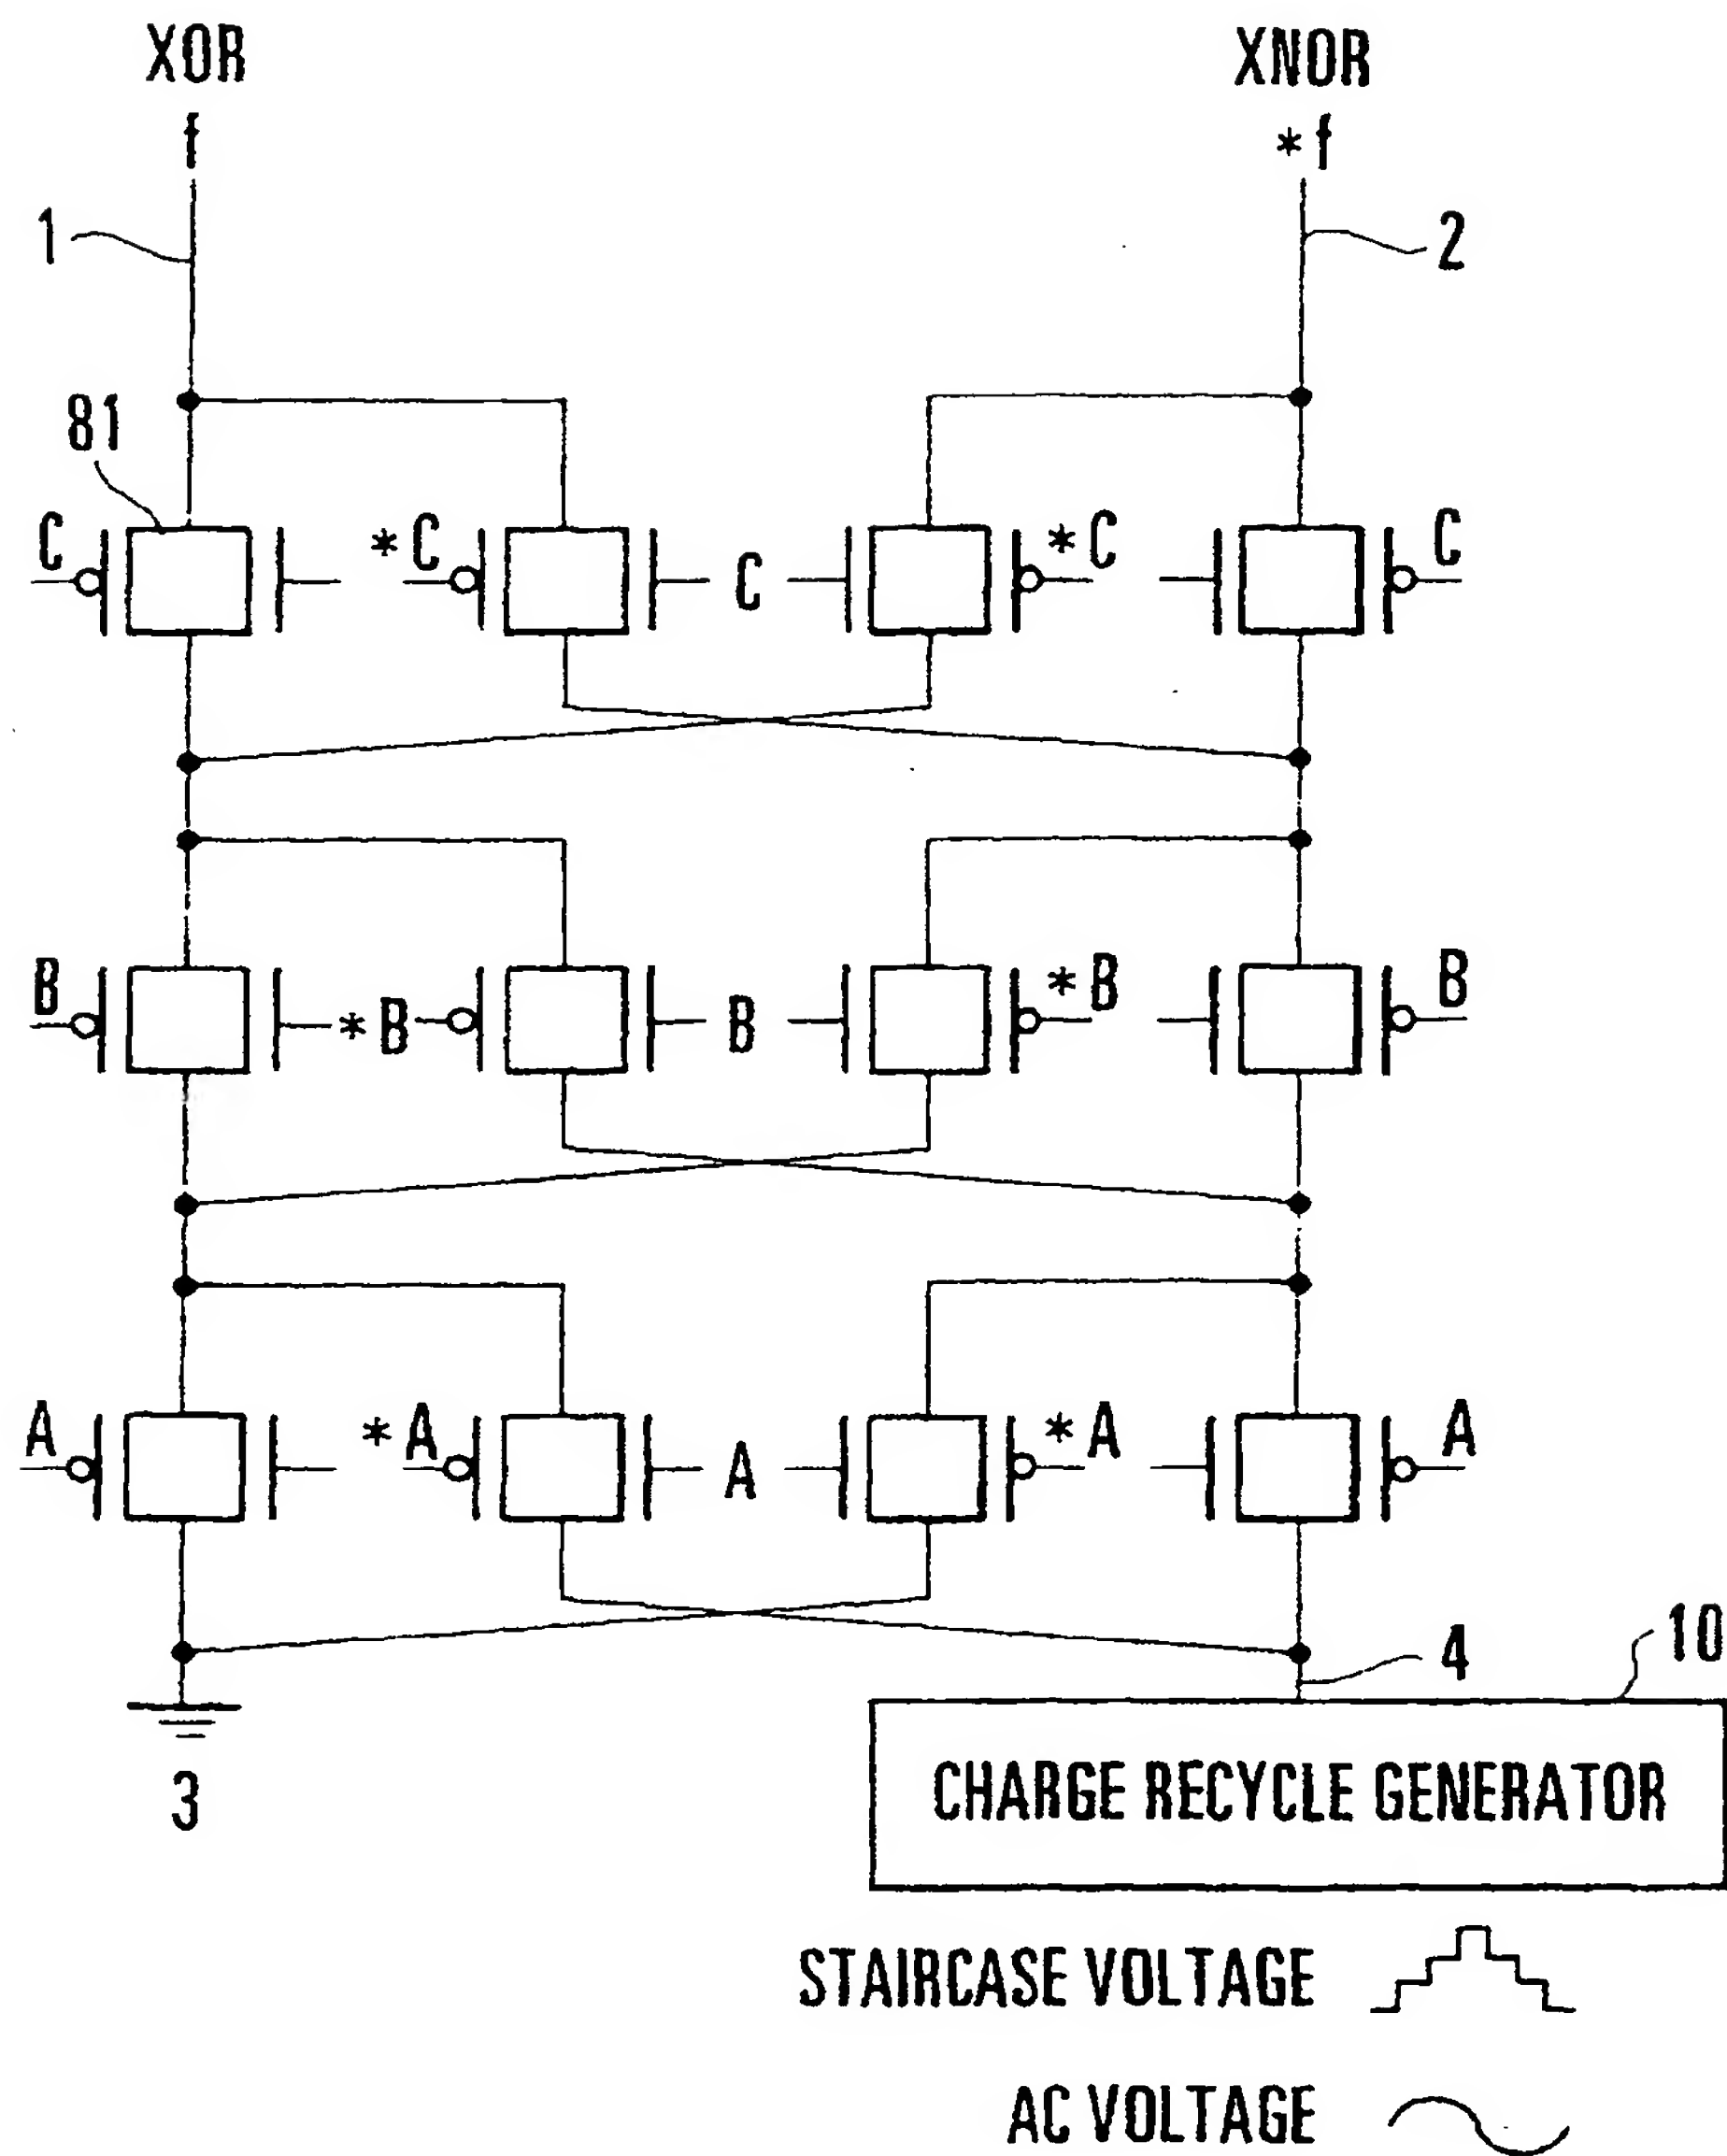 XOR XNOR
f *f
1 2
81
C *C C *C C
B *B B *B B
A *A A *A A
4 10
3
CHARGE RECYCLE GENERATOR
STAIRCASE VOLTAGE
AC VOLTAGE